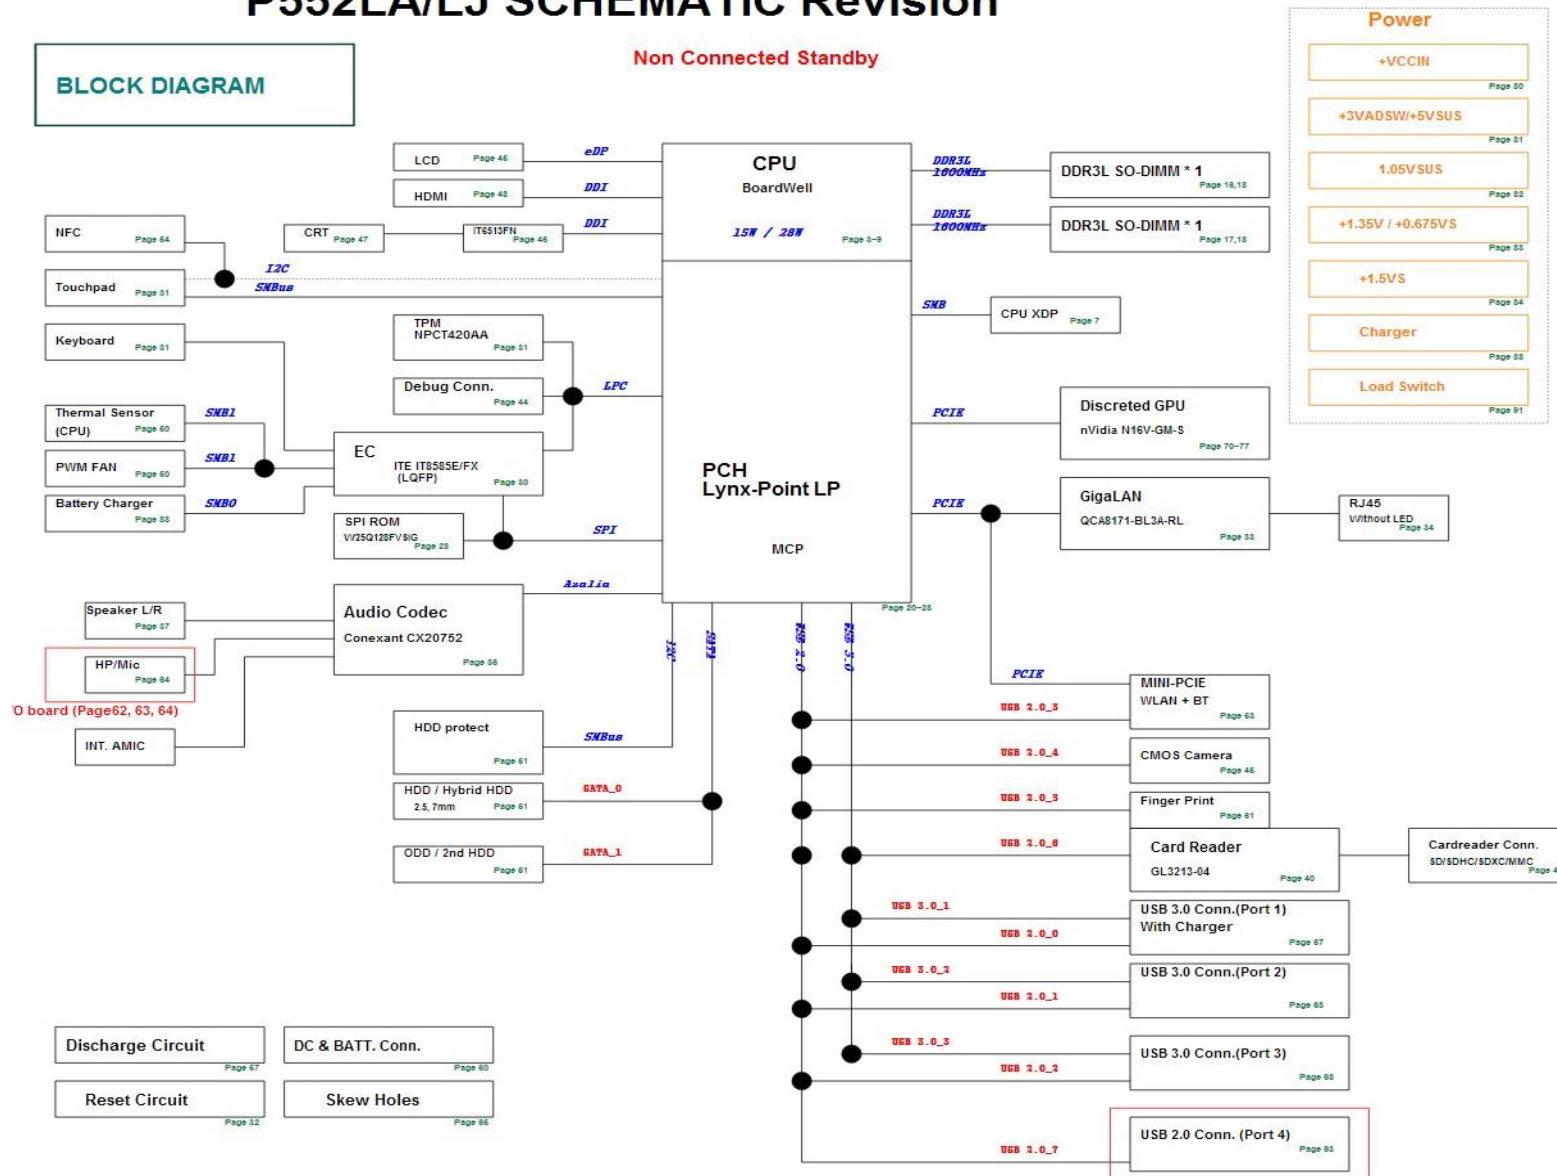 P552LA/LJ SCHEMATIC Revision
Non Connected Standby
BLOCK DIAGRAM
Power
+VCCIN
Page 80
+3VADSW/+5VSUS
Page 81
1.05VSUS
Page 82
+1.35V / +0.675VS
Page 83
+1.5VS
Page 84
Charger
Page 88
Load Switch
Page 91
LCD
Page 45
eDP
HDMI
Page 48
DDI
CRT
Page 47
IT6513FN
Page 46
DDI
CPU
BoardWell
15W / 28W
Page 3~9
DDR3L
1600MHz
DDR3L SO-DIMM * 1
Page 16,18
DDR3L
1600MHz
DDR3L SO-DIMM * 1
Page 17,18
NFC
Page 54
I2C
Touchpad
Page 31
SMBus
Keyboard
Page 31
TPM
NPCT420AA
Page 31
Debug Conn.
Page 44
LPC
SMB
CPU XDP
Page 7
Thermal Sensor
(CPU)
Page 50
SMB1
PWM FAN
Page 50
SMB1
Battery Charger
Page 88
SMB0
EC
ITE IT8585E/FX
(LQFP)
Page 30
SPI ROM
W25Q128FVSIG
Page 28
SPI
PCH
Lynx-Point LP
MCP
Page 20~28
PCIE
Discreted GPU
nVidia N16V-GM-S
Page 70~77
PCIE
GigaLAN
QCA8171-BL3A-RL
Page 33
RJ45
Without LED
Page 34
Azalia
Audio Codec
Conexant CX20752
Page 36
Speaker L/R
Page 37
HP/Mic
Page 64
O board (Page62, 63, 64)
INT. AMIC
I2C
SATA
USB 2.0
USB 3.0
HDD protect
Page 51
SMBus
HDD / Hybrid HDD
2.5, 7mm
Page 51
SATA_0
ODD / 2nd HDD
Page 51
SATA_1
PCIE
MINI-PCIE
WLAN + BT
Page 53
USB 2.0_3
USB 2.0_4
CMOS Camera
Page 45
USB 2.0_5
Finger Print
Page 61
USB 2.0_6
Card Reader
GL3213-04
Page 40
Cardreader Conn.
SD/SDHC/SDXC/MMC
Page 4
USB 3.0_1
USB 2.0_0
USB 3.0 Conn.(Port 1)
With Charger
Page 67
USB 3.0_2
USB 2.0_1
USB 3.0 Conn.(Port 2)
Page 68
USB 3.0_3
USB 2.0_2
USB 3.0 Conn.(Port 3)
Page 68
USB 2.0_7
USB 2.0 Conn. (Port 4)
Page 63
Discharge Circuit
Page 57
DC & BATT. Conn.
Page 60
Reset Circuit
Page 32
Skew Holes
Page 65